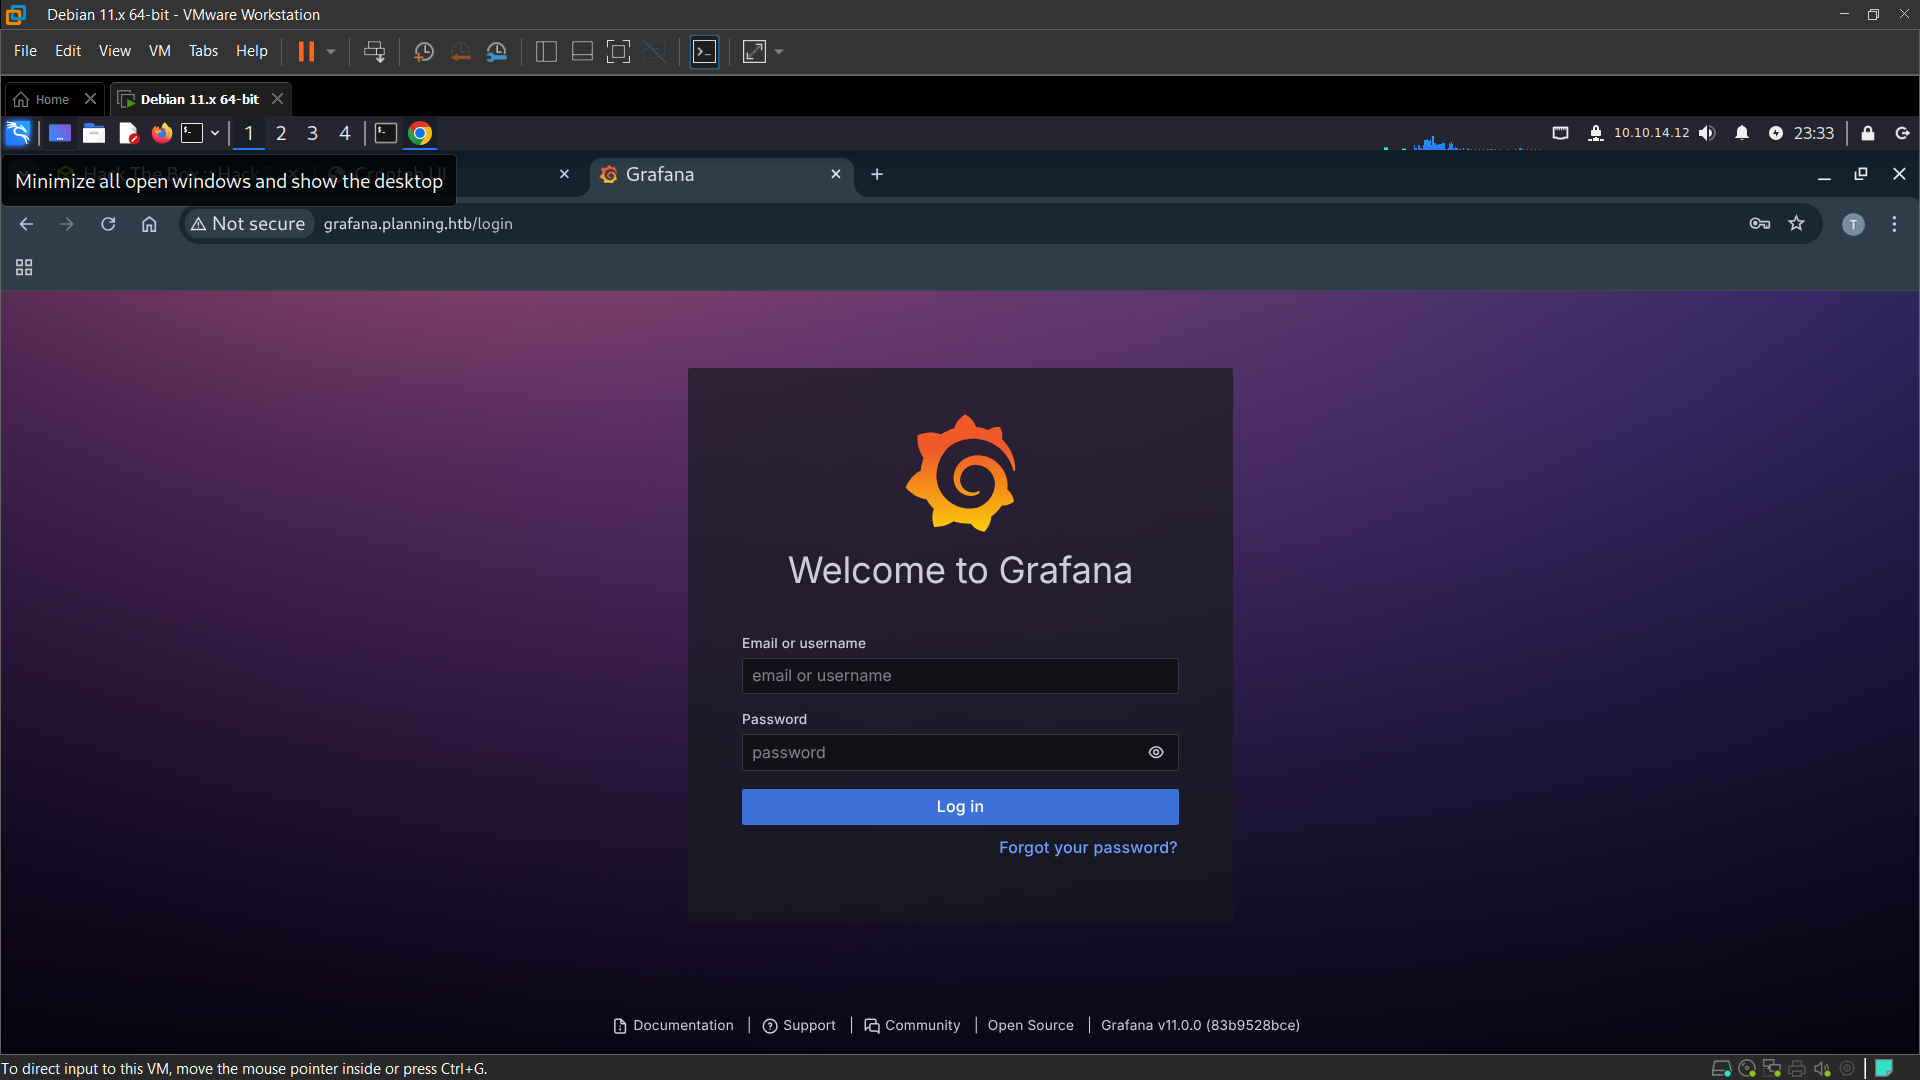 Debian 11.x 64-bit - VMware Workstation
File Edit View VM Tabs Help
Home Debian 11.x 64-bit
1 2 3 4 10.10.14.12 23:33
Minimize all open windows and show the desktop
Grafana
Not secure grafana.planning.htb/login T
Welcome to Grafana
Email or username
email or username
Password
password
Log in
Forgot your password?
Documentation | Support | Community | Open Source | Grafana v11.0.0 (83b9528bce)
To direct input to this VM, move the mouse pointer inside or press Ctrl+G.